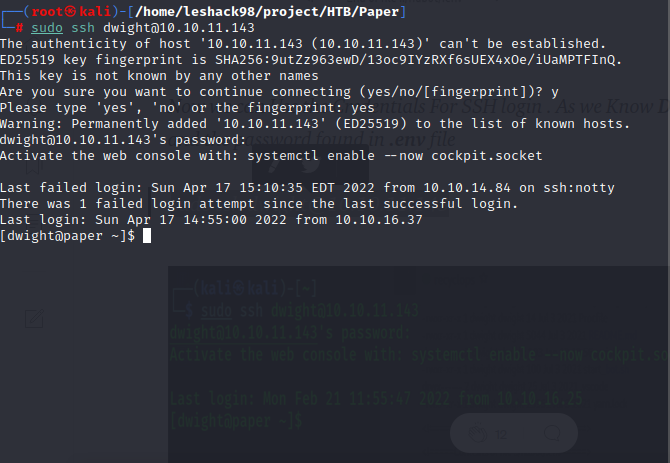 ┌──(root㉿kali)-[/home/leshack98/project/HTB/Paper]
└─# sudo ssh dwight@10.10.11.143
The authenticity of host '10.10.11.143 (10.10.11.143)' can't be established.
ED25519 key fingerprint is SHA256:9utZz963ewD/13oc9IYzRXf6sUEX4xOe/iUaMPTFInQ.
This key is not known by any other names
Are you sure you want to continue connecting (yes/no/[fingerprint])? y
Please type 'yes', 'no' or the fingerprint: yes
Warning: Permanently added '10.10.11.143' (ED25519) to the list of known hosts.
dwight@10.10.11.143's password:
Activate the web console with: systemctl enable --now cockpit.socket

Last failed login: Sun Apr 17 15:10:35 EDT 2022 from 10.10.14.84 on ssh:notty
There was 1 failed login attempt since the last successful login.
Last login: Sun Apr 17 14:55:00 2022 from 10.10.16.37
[dwight@paper ~]$
┌──(kali㉿kali)-[~]
└─$ sudo ssh dwight@10.10.11.143
dwight@10.10.11.143's password:
Activate the web console with: systemctl enable --now cockpit.so
Last login: Mon Feb 21 11:55:47 2022 from 10.10.16.25
[dwight@paper ~]$